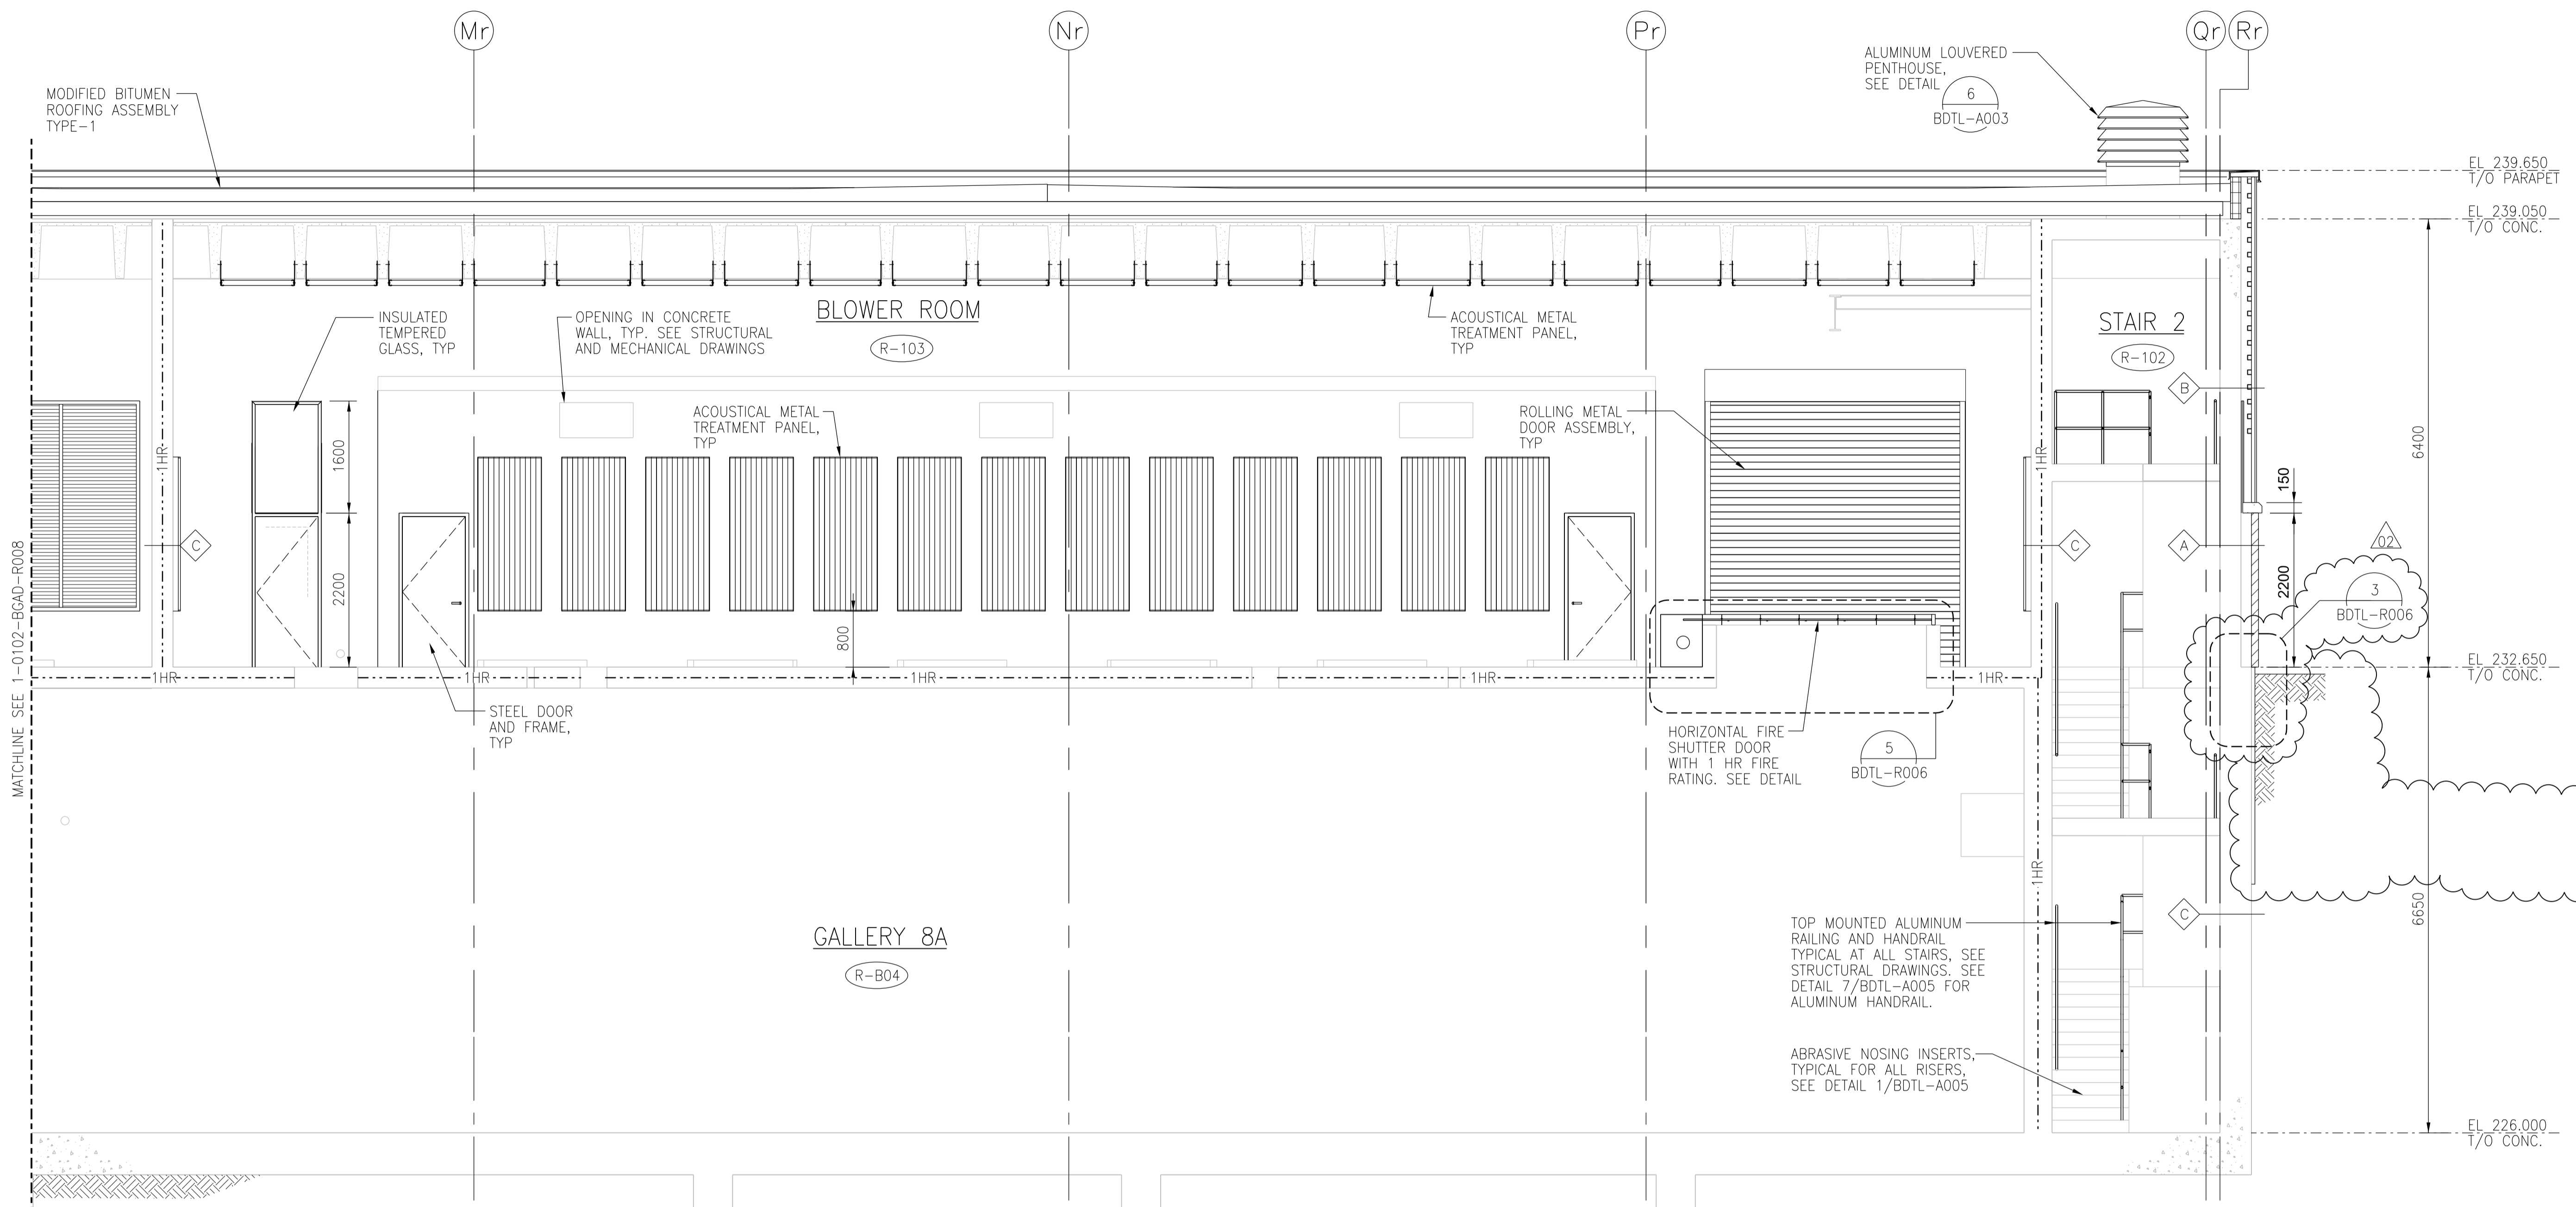 Mr
Nr
Pr
Qr
Rr
MODIFIED BITUMEN
ROOFING ASSEMBLY
TYPE-1
ALUMINUM LOUVERED
PENTHOUSE,
SEE DETAIL
6
BDTL-A003
EL 239.650
T/O PARAPET
EL 239.050
T/O CONC.
INSULATED
TEMPERED
GLASS, TYP
OPENING IN CONCRETE
WALL, TYP. SEE STRUCTURAL
AND MECHANICAL DRAWINGS
BLOWER ROOM
R-103
ACOUSTICAL METAL
TREATMENT PANEL,
TYP
STAIR 2
R-102
B
ACOUSTICAL METAL
TREATMENT PANEL,
TYP
ROLLING METAL
DOOR ASSEMBLY,
TYP
1HR
1600
1HR
6400
150
C
2200
C
A
02
2200
3
BDTL-R006
800
MATCHLINE SEE 1-0102-BGAD-R008
EL 232.650
T/O CONC.
1HR
1HR
1HR
1HR
1HR
STEEL DOOR
AND FRAME,
TYP
HORIZONTAL FIRE
SHUTTER DOOR
WITH 1 HR FIRE
RATING. SEE DETAIL
5
BDTL-R006
1HR
6650
C
GALLERY 8A
R-B04
TOP MOUNTED ALUMINUM
RAILING AND HANDRAIL
TYPICAL AT ALL STAIRS, SEE
STRUCTURAL DRAWINGS. SEE
DETAIL 7/BDTL-A005 FOR
ALUMINUM HANDRAIL.
ABRASIVE NOSING INSERTS,
TYPICAL FOR ALL RISERS,
SEE DETAIL 1/BDTL-A005
EL 226.000
T/O CONC.